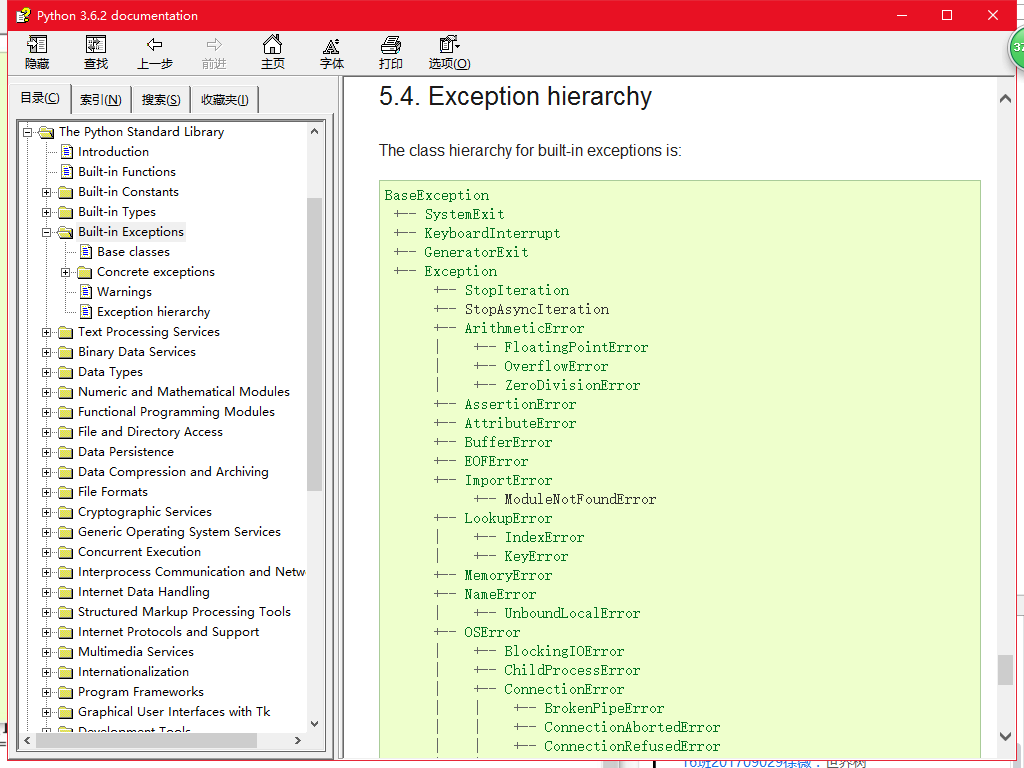 Python 3.6.2 documentation
隐藏 查找 上一步 前进 主页 字体 打印 选项(O)
目录(C) 索引(N) 搜索(S) 收藏夹(I)
The Python Standard Library
Introduction
Built-in Functions
Built-in Constants
Built-in Types
Built-in Exceptions
Base classes
Concrete exceptions
Warnings
Exception hierarchy
Text Processing Services
Binary Data Services
Data Types
Numeric and Mathematical Modules
Functional Programming Modules
File and Directory Access
Data Persistence
Data Compression and Archiving
File Formats
Cryptographic Services
Generic Operating System Services
Concurrent Execution
Interprocess Communication and Netw
Internet Data Handling
Structured Markup Processing Tools
Internet Protocols and Support
Multimedia Services
Internationalization
Program Frameworks
Graphical User Interfaces with Tk
Development Tools
5.4. Exception hierarchy
The class hierarchy for built-in exceptions is:
BaseException
+-- SystemExit
+-- KeyboardInterrupt
+-- GeneratorExit
+-- Exception
+-- StopIteration
+-- StopAsyncIteration
+-- ArithmeticError
| +-- FloatingPointError
| +-- OverflowError
| +-- ZeroDivisionError
+-- AssertionError
+-- AttributeError
+-- BufferError
+-- EOFError
+-- ImportError
+-- ModuleNotFoundError
+-- LookupError
| +-- IndexError
| +-- KeyError
+-- MemoryError
+-- NameError
| +-- UnboundLocalError
+-- OSError
| +-- BlockingIOError
| +-- ChildProcessError
| +-- ConnectionError
| | +-- BrokenPipeError
| | +-- ConnectionAbortedError
| | +-- ConnectionRefusedError